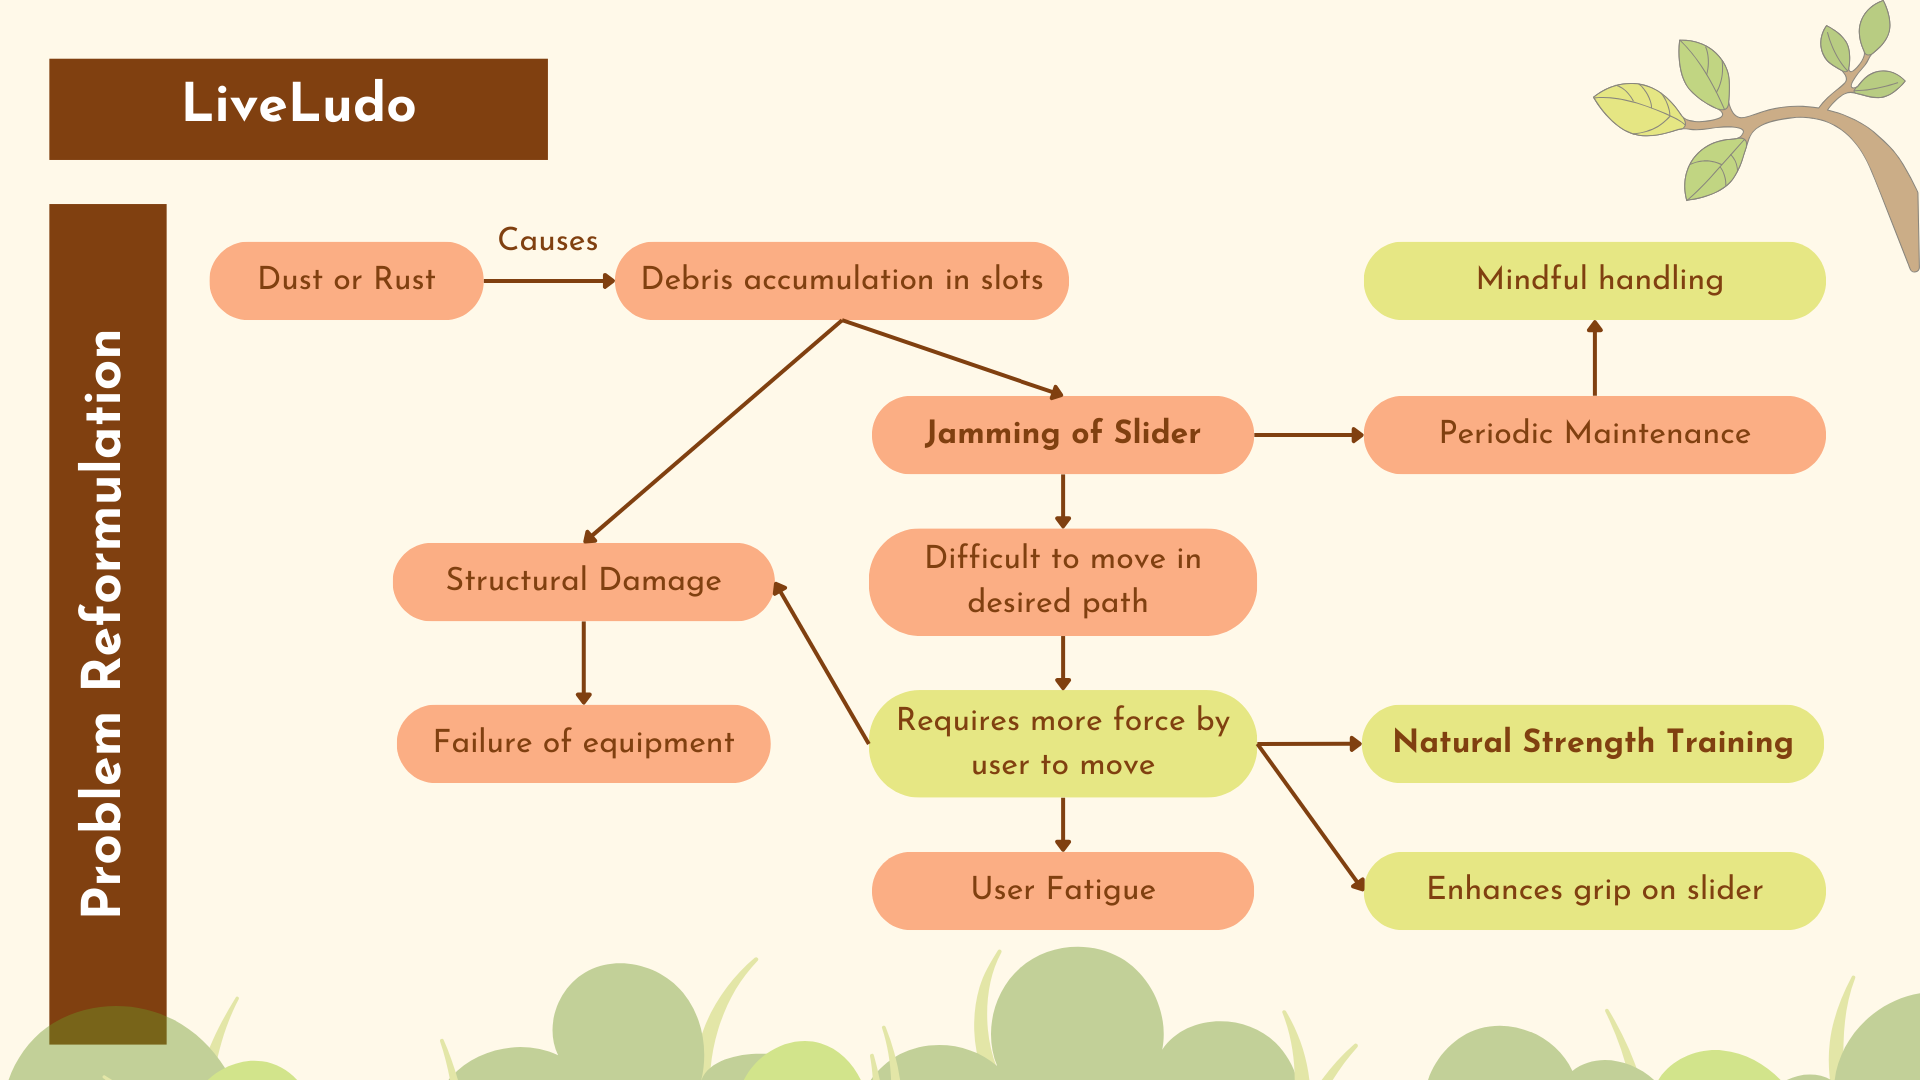 LiveLudo
Problem Reformulation
Causes
Dust or Rust
Debris accumulation in slots
Mindful handling
Jamming of Slider
Periodic Maintenance
Difficult to move in
desired path
Structural Damage
Requires more force by
user to move
Failure of equipment
Natural Strength Training
User Fatigue
Enhances grip on slider